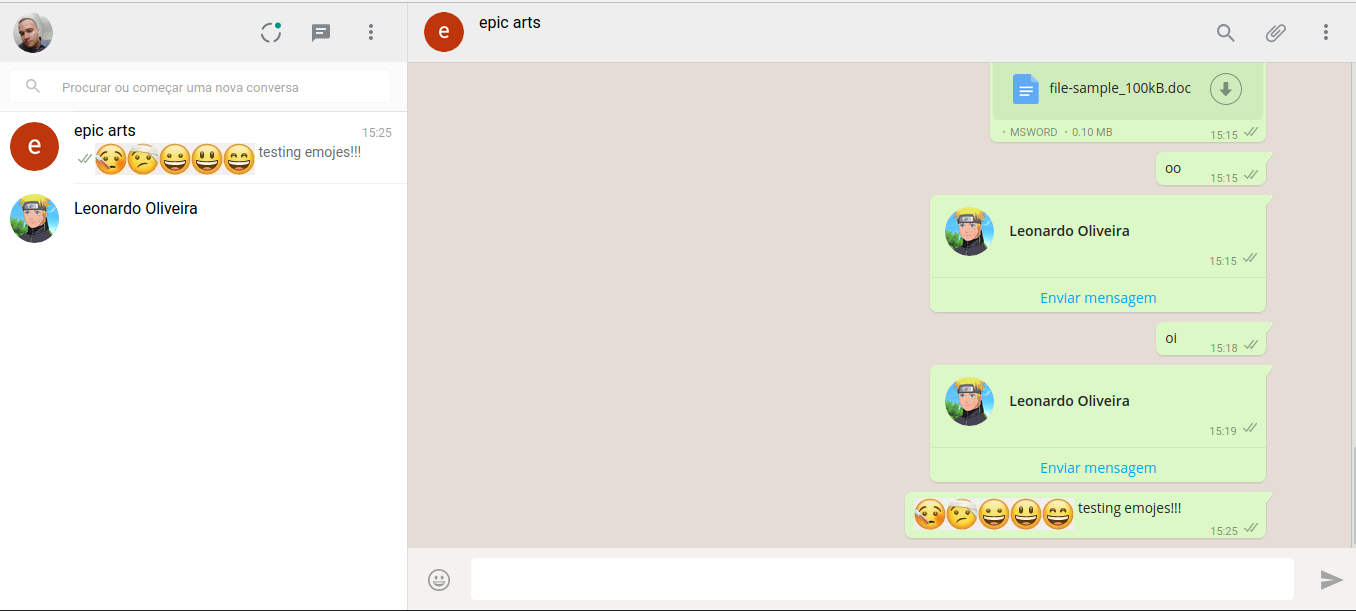 Procurar ou começar uma nova conversa
e
epic arts
15:25
🤒🤕😀😃😄 testing emojes!!!
Leonardo Oliveira
e
epic arts
file-sample_100kB.doc
• MSWORD • 0.10 MB
15:15
oo
15:15
Leonardo Oliveira
15:15
Enviar mensagem
oi
15:18
Leonardo Oliveira
15:19
Enviar mensagem
🤒🤕😀😃😄 testing emojes!!!
15:25